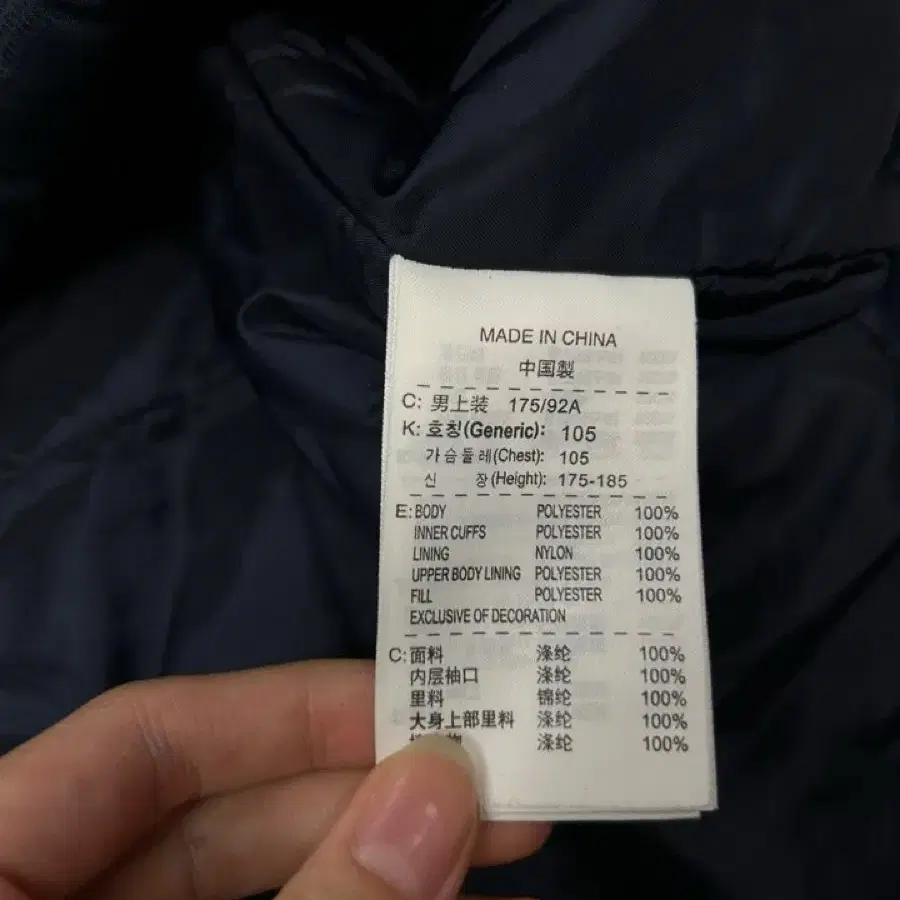 MADE IN CHINA
中国製
C: 男上装 175/92A
K: 호칭(Generic): 105
가슴둘레(Chest): 105
신 장(Height): 175-185
E: BODY POLYESTER 100%
INNER CUFFS POLYESTER 100%
LINING NYLON 100%
UPPER BODY LINING POLYESTER 100%
FILL POLYESTER 100%
EXCLUSIVE OF DECORATION
C: 面料 涤纶 100%
内层袖口 涤纶 100%
里料 锦纶 100%
大身上部里料 涤纶 100%
涤纶 100%